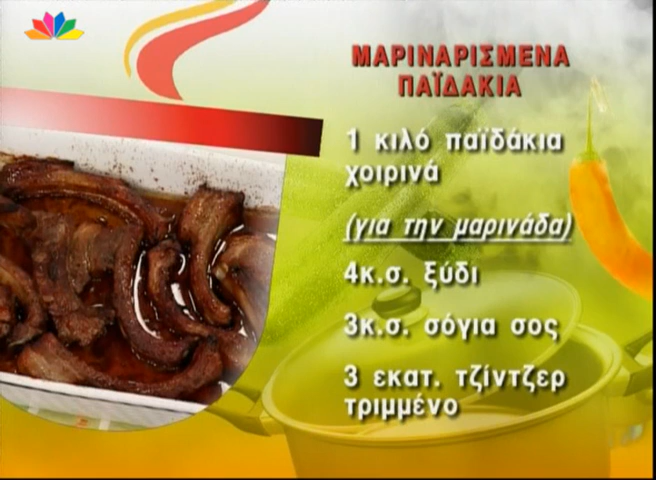 ΜΑΡΙΝΑΡΙΣΜΕΝΑ
ΠΑΪΔΑΚΙΑ
1 κιλό παϊδάκια
χοιρινά
(για την μαρινάδα)
4κ.σ. ξύδι
3κ.σ. σόγια σος
3 εκατ. τζίντζερ
τριμμένο